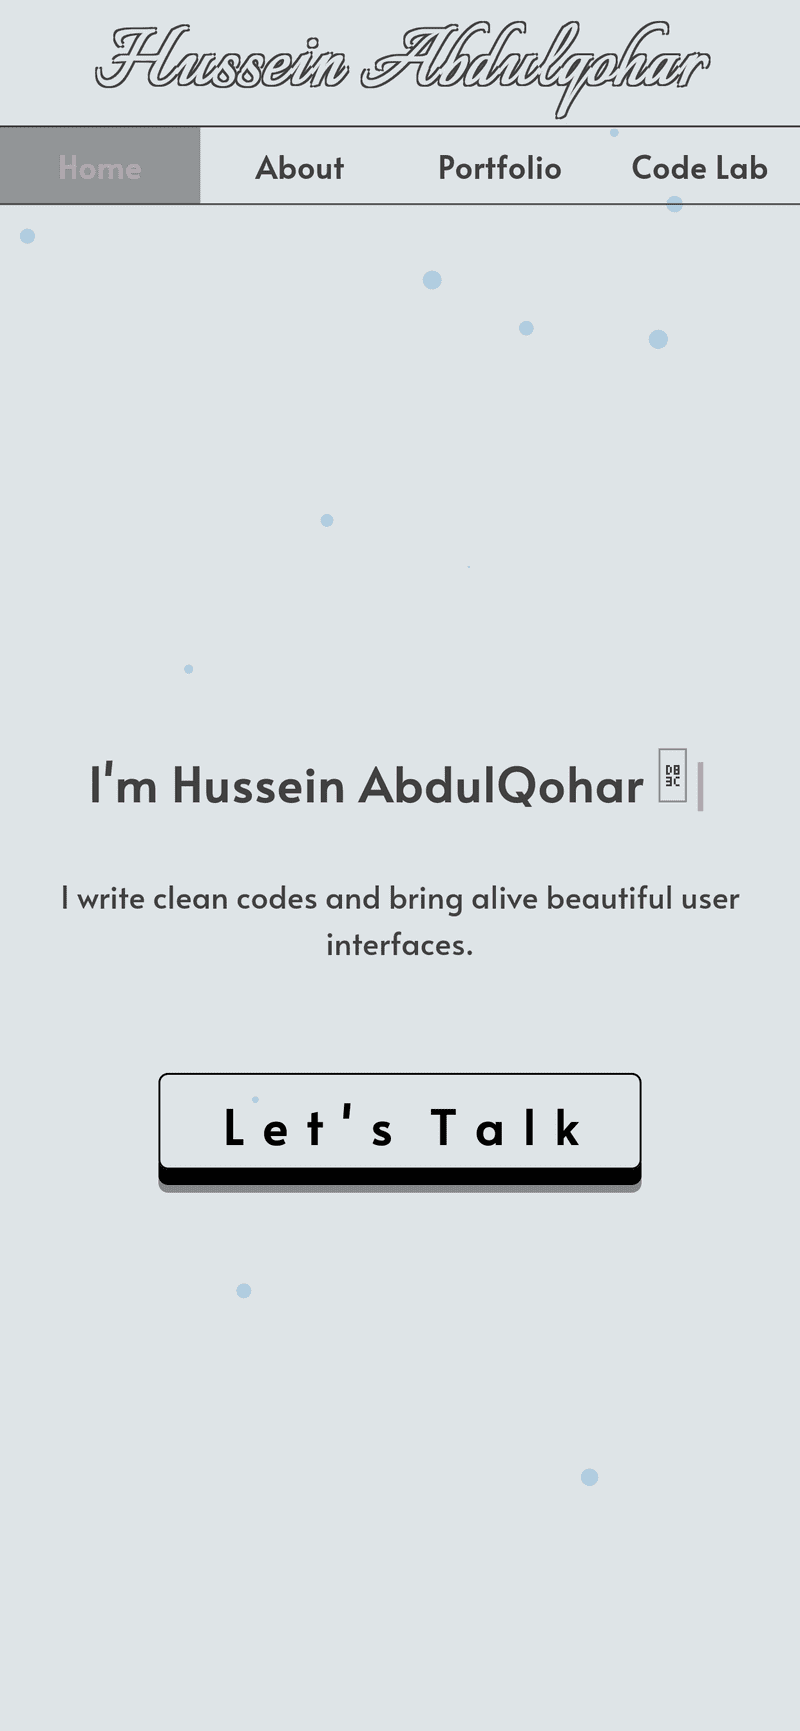 Hussein Abdulqohar
Home About Portfolio Code Lab
I'm Hussein AbdulQohar
I write clean codes and bring alive beautiful user
interfaces.
Let's Talk